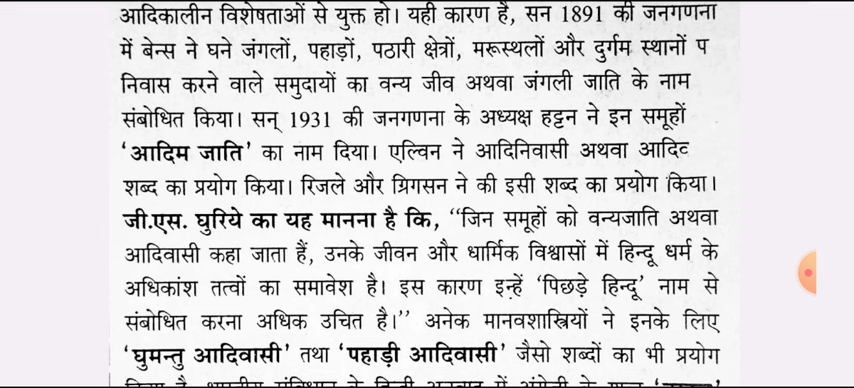 आदिकालीन विशेषताओं से युक्त हो। यही कारण है, सन 1891 की जनगणना
में बेन्स ने घने जंगलों, पहाड़ों, पठारी क्षेत्रों, मरूस्थलों और दुर्गम स्थानों प
निवास करने वाले समुदायों का वन्य जीव अथवा जंगली जाति के नाम
संबोधित किया। सन् 1931 की जनगणना के अध्यक्ष हट्टन ने इन समूहों
'आदिम जाति' का नाम दिया। एल्विन ने आदिनिवासी अथवा
शब्द का प्रयोग किया। रिजले और ग्रिगसन ने की इसी शब्द का प्रयोग किया।
जी.एस. घुरिये का यह मानना है कि, "जिन समूहों को वन्यजाति अथवा
आदिवासी कहा जाता हैं, उनके जीवन और धार्मिक विश्वासों में हिन्दू धर्म के
अधिकांश तत्वों का समावेश है। इस कारण इन्हें 'पिछड़े हिन्दू' नाम से
संबोधित करना अधिक उचित है।" अनेक मानवशास्त्रियों ने इनके लिए
'घुमन्तु आदिवासी' तथा 'पहाड़ी आदिवासी' जैसो शब्दों का भी प्रयोग